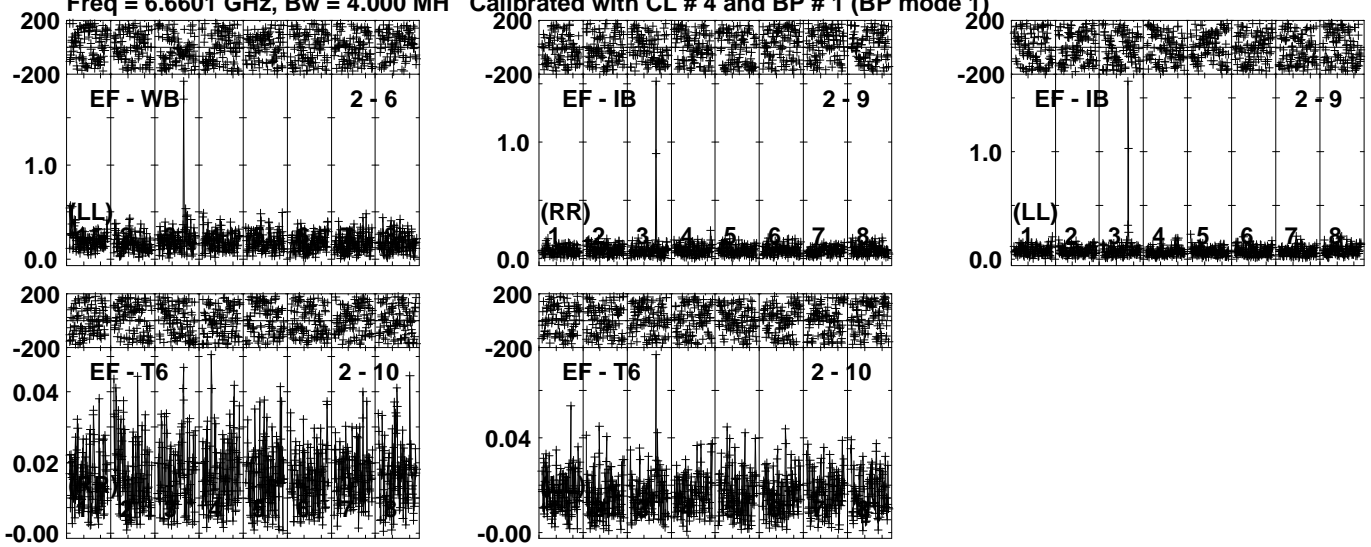 Freq = 6.6601 GHz, Bw = 4.000 MH Calibrated with CL # 4 and BP # 1 (BP mode 1)
200
-200
EF - WB 2 - 6
1.0
(LL)
0.0
200
-200
EF - IB 2 - 9
1.0
(RR)
1 2 3 4 5 6 7 8
0.0
200
-200
EF - IB 2 - 9
1.0
(LL)
1 2 3 4 5 6 7 8
0.0
200
-200
EF - T6 2 - 10
0.04
0.02
-0.00
200
-200
EF - T6 2 - 10
0.04
-0.00